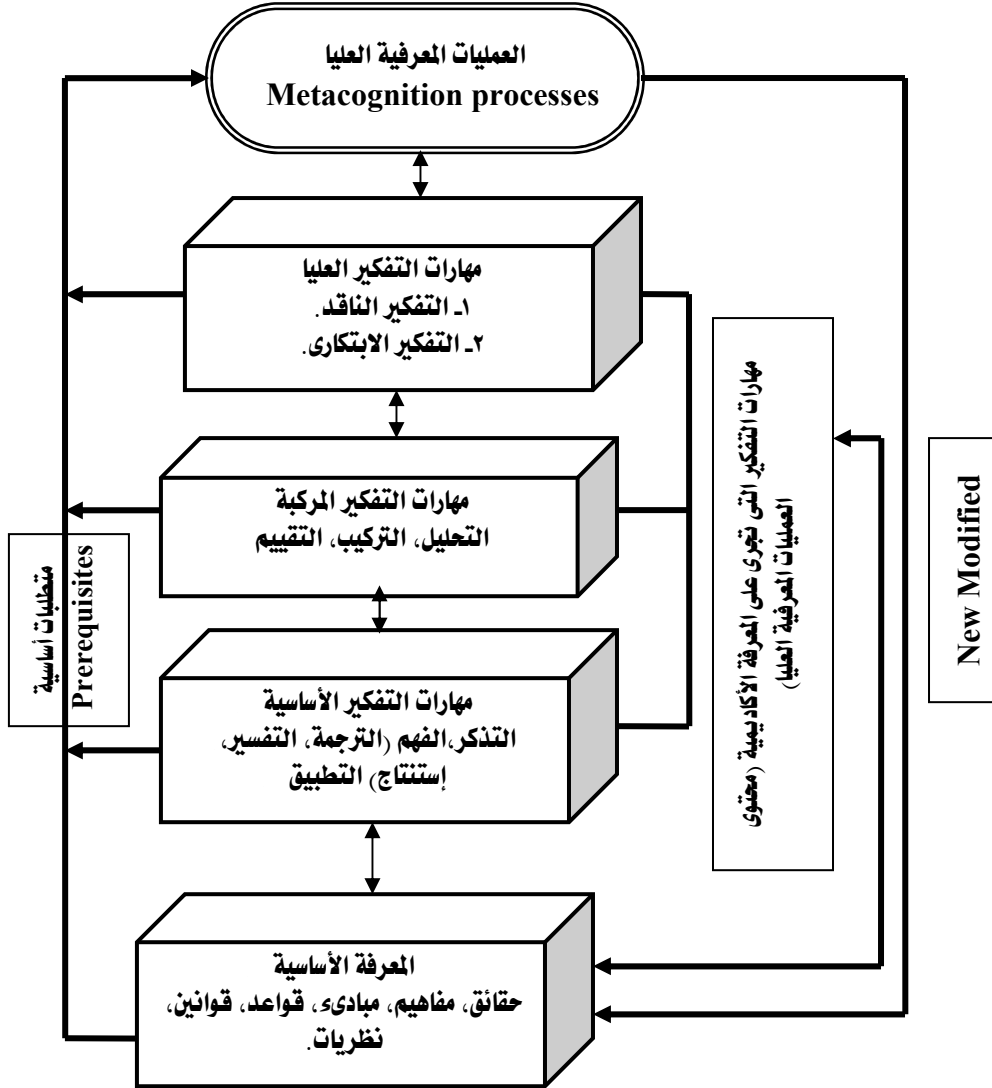 العمليات المعرفية العليا
Metacognition processes
مهارات التفكير العليا
١ـ التفكير الناقد.
٢ـ التفكير الابتكارى.
مهارات التفكير المركبة
التحليل، التركيب، التقييم
مهارات التفكير الأساسية
التذكر،الفهم (الترجمة، التفسير،
إستنتاج) التطبيق
المعرفة الأساسية
حقائق، مفاهيم، مبادىء، قواعد، قوانين،
نظريات.
مهارات التفكير التى تجرى على المعرفة الأكاديمية (محتوى
العمليات المعرفية العليا)
New Modified
متطلبات أساسية
Prerequisites